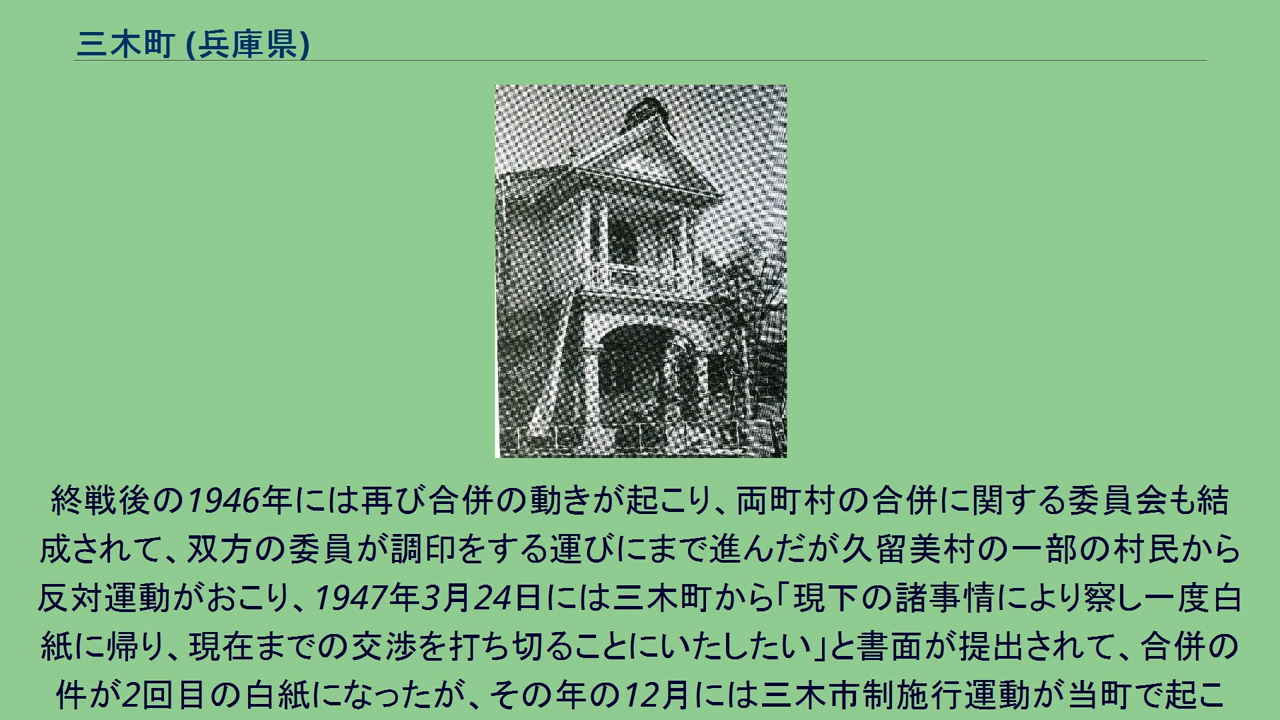 三木町 (兵庫県)
終戦後の1946年には再び合併の動きが起こり、両町村の合併に関する委員会も結
成されて、双方の委員が調印をする運びにまで進んだが久留美村の一部の村民から
反対運動がおこり、1947年3月24日には三木町から｢現下の諸事情により察し一度白
紙に帰り、現在までの交渉を打ち切ることにいたしたい｣と書面が提出されて、合併の
件が2回目の白紙になったが、その年の12月には三木市制施行運動が当町で起こ